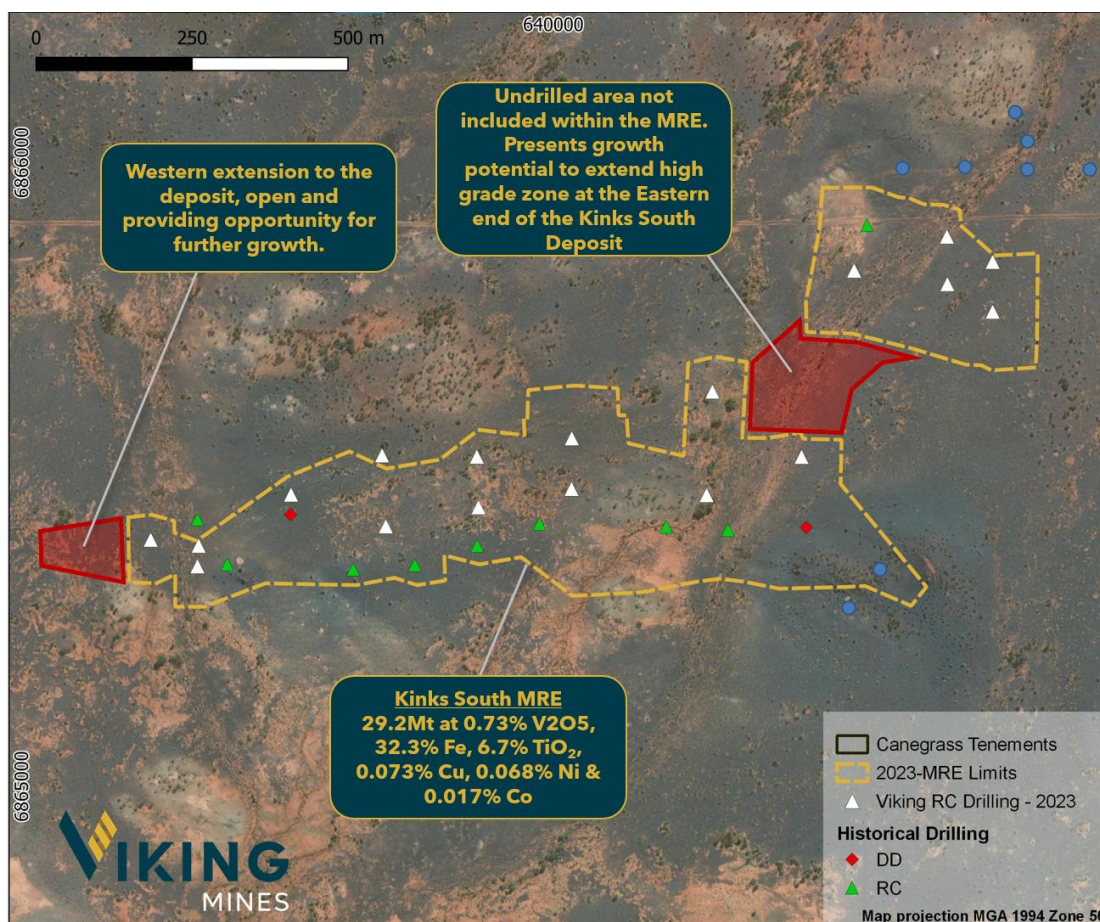 640000
0 250 500 m
6866000
Undrilled area not
included within the MRE.
Presents growth
potential to extend high
grade zone at the Eastern
end of the Kinks South
Deposit
Western extension to the
deposit, open and
providing opportunity for
further growth.
Kinks South MRE
29.2Mt at 0.73% V2O5,
32.3% Fe, 6.7% TiO₂,
0.073% Cu, 0.068% Ni &
0.017% Co
6865000
VIKING
MINES
Canegrass Tenements
2023-MRE Limits
Viking RC Drilling - 2023
Historical Drilling
DD
RC
Map projection MGA 1994 Zone